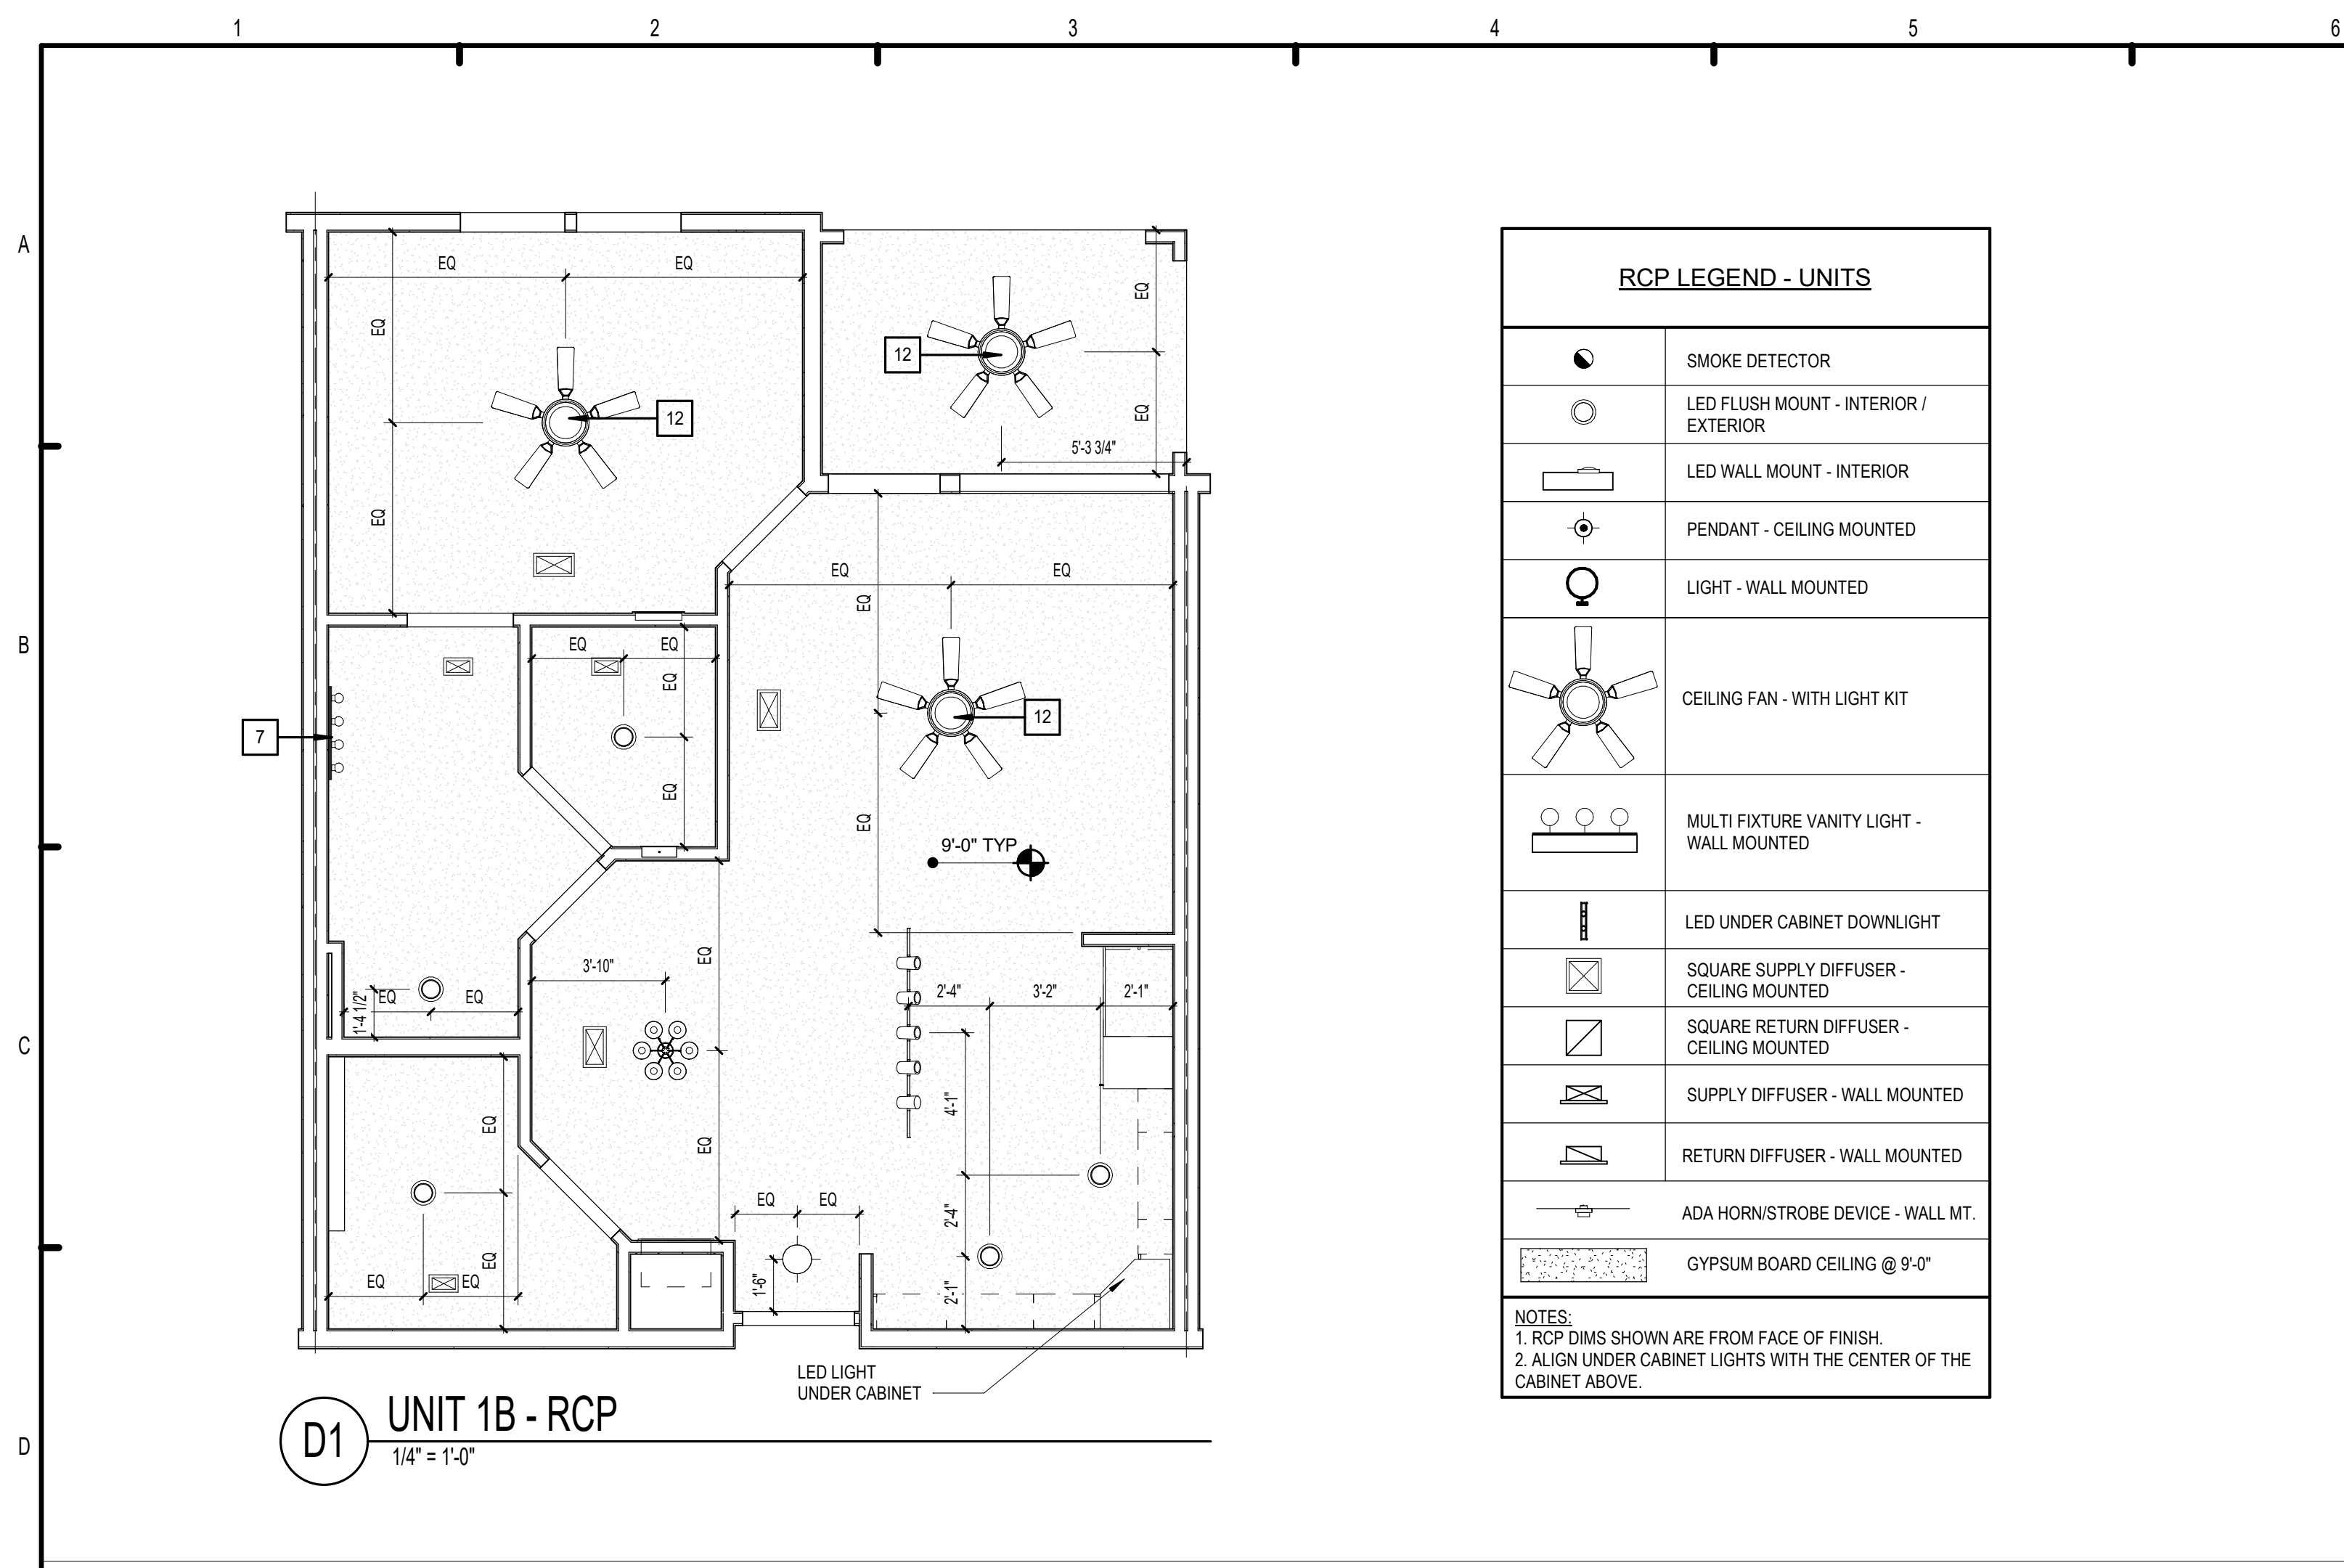 1 2 3 4 5 6
A
B
C
D
EQ EQ
EQ
EQ
12
12
EQ
EQ
5'-3 3/4"
EQ EQ
EQ
EQ
12
EQ EQ
EQ
EQ
7
9'-0" TYP
3'-10"
EQ
EQ
1'-4 1/2"
EQ EQ
2'-4" 3'-2" 2'-1"
4'-1"
2'-4"
2'-1"
EQ
EQ
EQ EQ
EQ EQ
1'-6"
LED LIGHT
UNDER CABINET
D1
UNIT 1B - RCP
1/4" = 1'-0"
RCP LEGEND - UNITS
SMOKE DETECTOR
LED FLUSH MOUNT - INTERIOR /
EXTERIOR
LED WALL MOUNT - INTERIOR
PENDANT - CEILING MOUNTED
LIGHT - WALL MOUNTED
CEILING FAN - WITH LIGHT KIT
MULTI FIXTURE VANITY LIGHT -
WALL MOUNTED
LED UNDER CABINET DOWNLIGHT
SQUARE SUPPLY DIFFUSER -
CEILING MOUNTED
SQUARE RETURN DIFFUSER -
CEILING MOUNTED
SUPPLY DIFFUSER - WALL MOUNTED
RETURN DIFFUSER - WALL MOUNTED
ADA HORN/STROBE DEVICE - WALL MT.
GYPSUM BOARD CEILING @ 9'-0"
NOTES:
1. RCP DIMS SHOWN ARE FROM FACE OF FINISH.
2. ALIGN UNDER CABINET LIGHTS WITH THE CENTER OF THE
CABINET ABOVE.